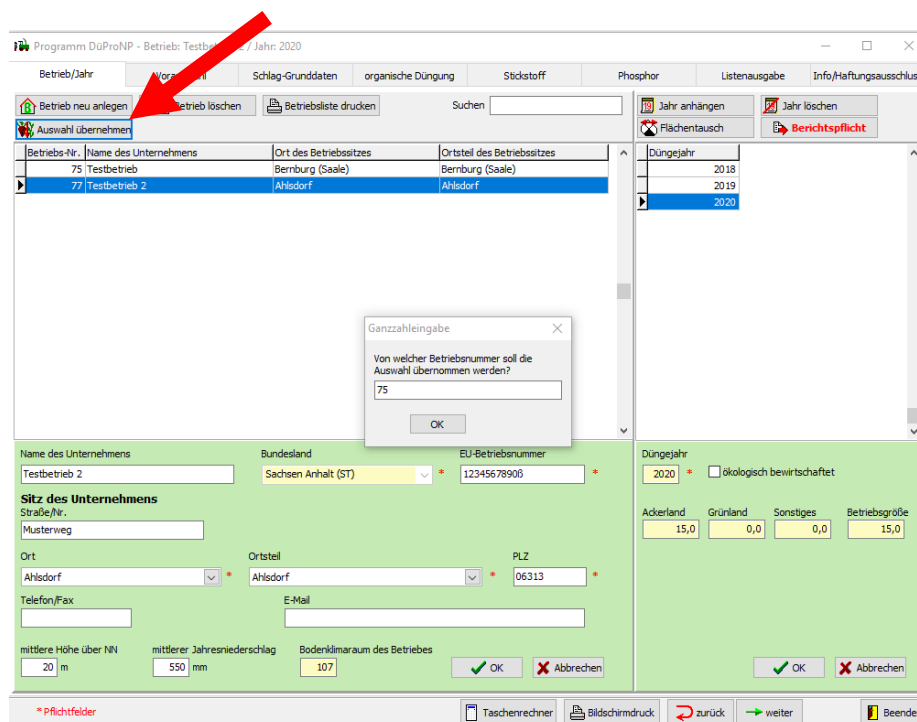 Programm DüProNP - Betrieb: Testbe 2 / Jahr: 2020
Betrieb/Jahr Schlag-Grunddaten organische Düngung Stickstoff Phosphor Listenausgabe Info/Haftungsausschlus
Betrieb neu anlegen Betrieb löschen Betriebsliste drucken Suchen Jahr anhängen Jahr löschen
Auswahl übernehmen Flächentausch Berichtspflicht
Betriebs-Nr. Name des Unternehmens Ort des Betriebssitzes Ortsteil des Betriebssitzes Düngejahr
75 Testbetrieb Bernburg (Saale) Bernburg (Saale) 2018
77 Testbetrieb 2 Ahlsdorf Ahlsdorf 2019
2020
Ganzzahleingabe
Von welcher Betriebsnummer soll die
Auswahl übernommen werden?
75
OK
Name des Unternehmens Bundesland EU-Betriebsnummer Düngejahr
Testbetrieb 2 Sachsen Anhalt (ST) * 1234567890ß * 2020 * ökologisch bewirtschaftet
Sitz des Unternehmens
Straße/Nr. Ackerland Grünland Sonstiges Betriebsgröße
Musterweg 15,0 0,0 0,0 15,0
Ort Ortsteil PLZ
Ahlsdorf * Ahlsdorf * 06313 *
Telefon/Fax E-Mail
mittlere Höhe über NN mittlerer Jahresniederschlag Bodenklimaraum des Betriebes
20 m 550 mm 107 OK Abbrechen OK Abbrechen
* Pflichtfelder Taschenrechner Bildschirmdruck zurück weiter Beende